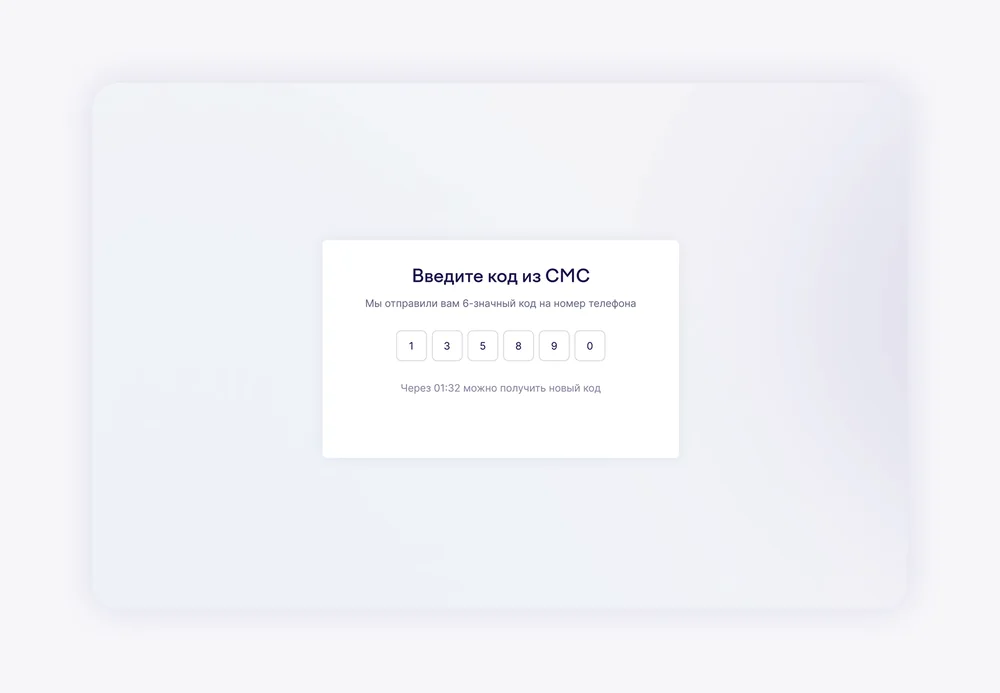 Введите код из СМС
Мы отправили вам 6-значный код на номер телефона
1 3 5 8 9 0
Через 01:32 можно получить новый код